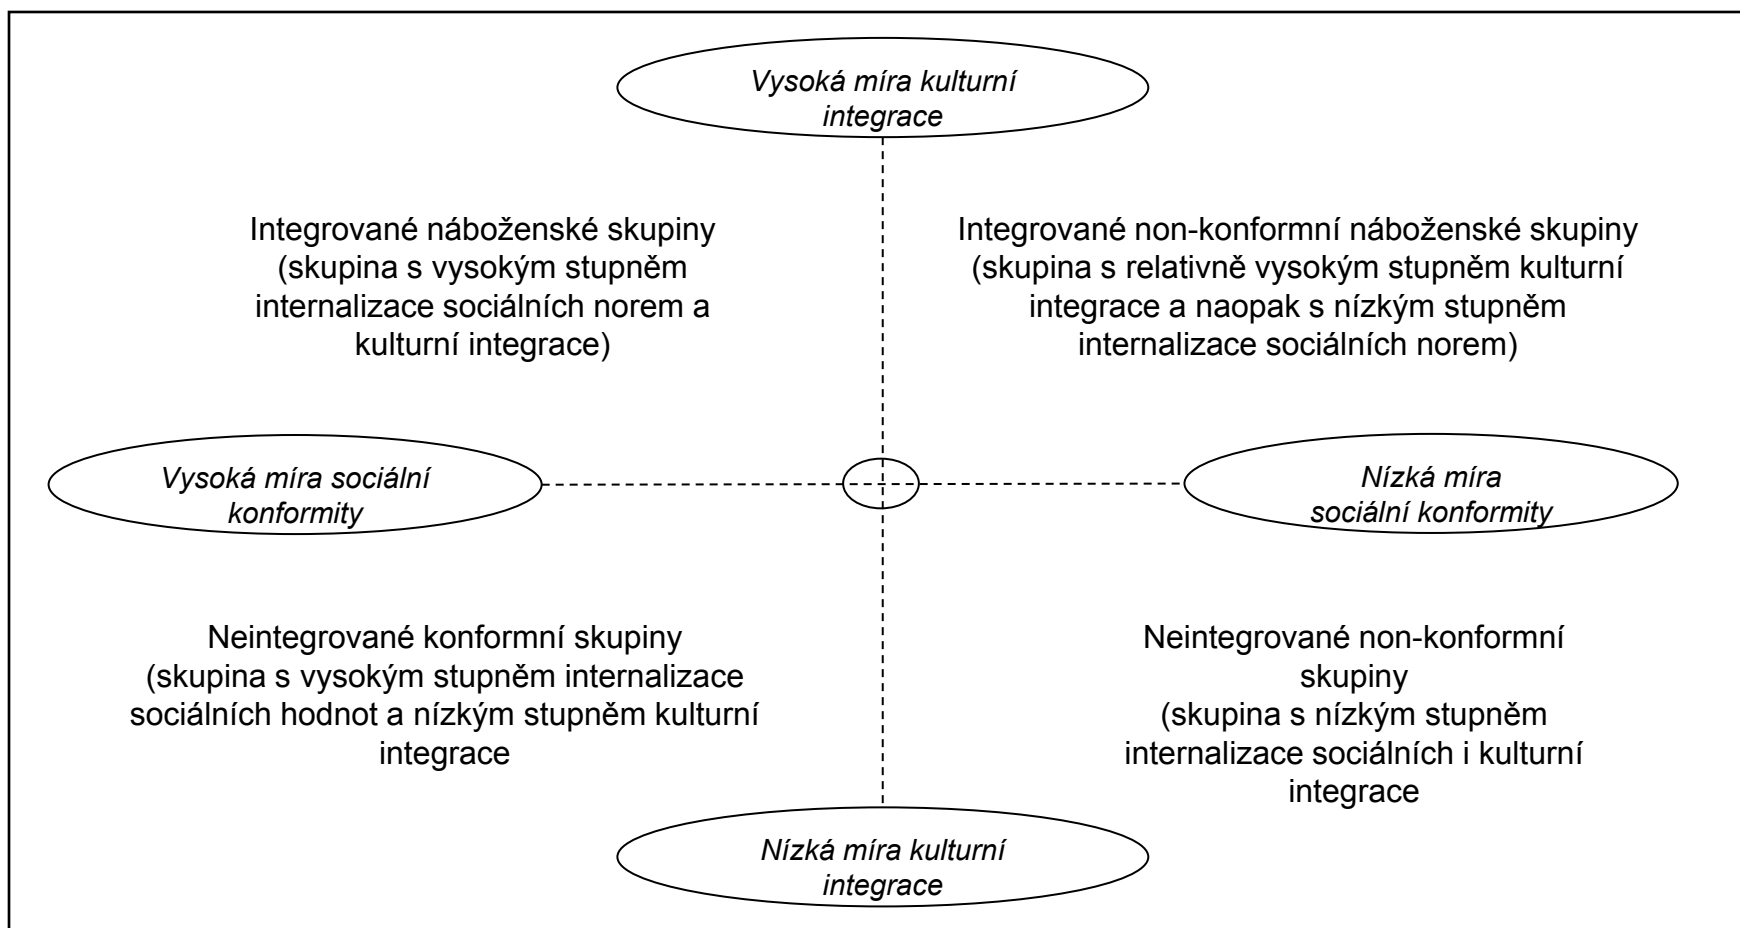 Vysoká míra kulturní
integrace
Integrované náboženské skupiny
(skupina s vysokým stupněm
internalizace sociálních norem a
kulturní integrace)
Integrované non-konformní náboženské skupiny
(skupina s relativně vysokým stupněm kulturní
integrace a naopak s nízkým stupněm
internalizace sociálních norem)
Vysoká míra sociální
konformity
Nízká míra
sociální konformity
Neintegrované konformní skupiny
(skupina s vysokým stupněm internalizace
sociálních hodnot a nízkým stupněm kulturní
integrace
Neintegrované non-konformní
skupiny
(skupina s nízkým stupněm
internalizace sociálních i kulturní
integrace
Nízká míra kulturní
integrace